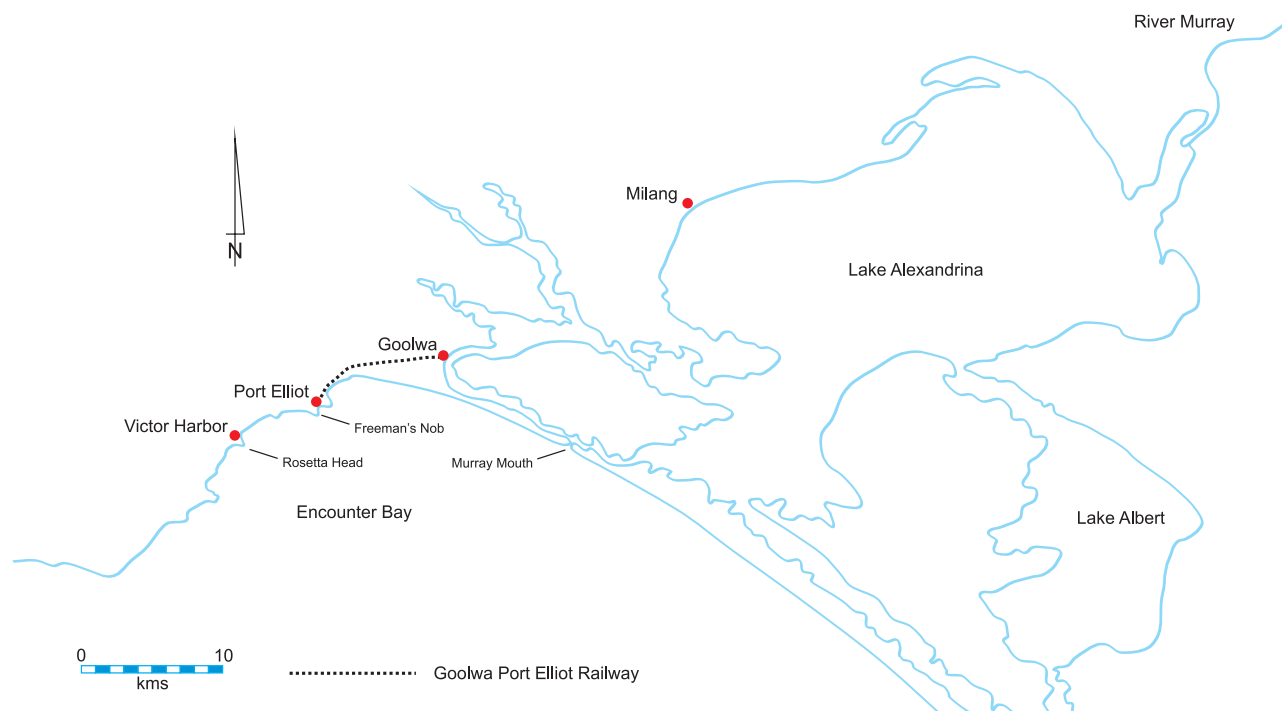 River Murray
Milang
Lake Alexandrina
N
Goolwa
Port Elliot
Victor Harbor
Freeman's Nob
Rosetta Head
Murray Mouth
Encounter Bay
Lake Albert
0 10
kms
Goolwa Port Elliot Railway